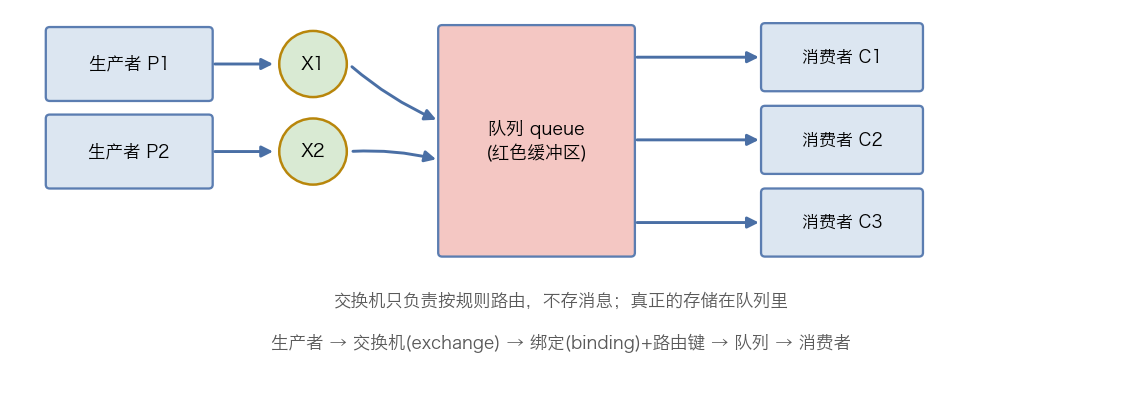 生产者 P1
X1
生产者 P2
X2
队列 queue
(红色缓冲区)
消费者 C1
消费者 C2
消费者 C3
交换机只负责按规则路由，不存消息；真正的存储在队列里
生产者 → 交换机(exchange) → 绑定(binding)+路由键 → 队列 → 消费者